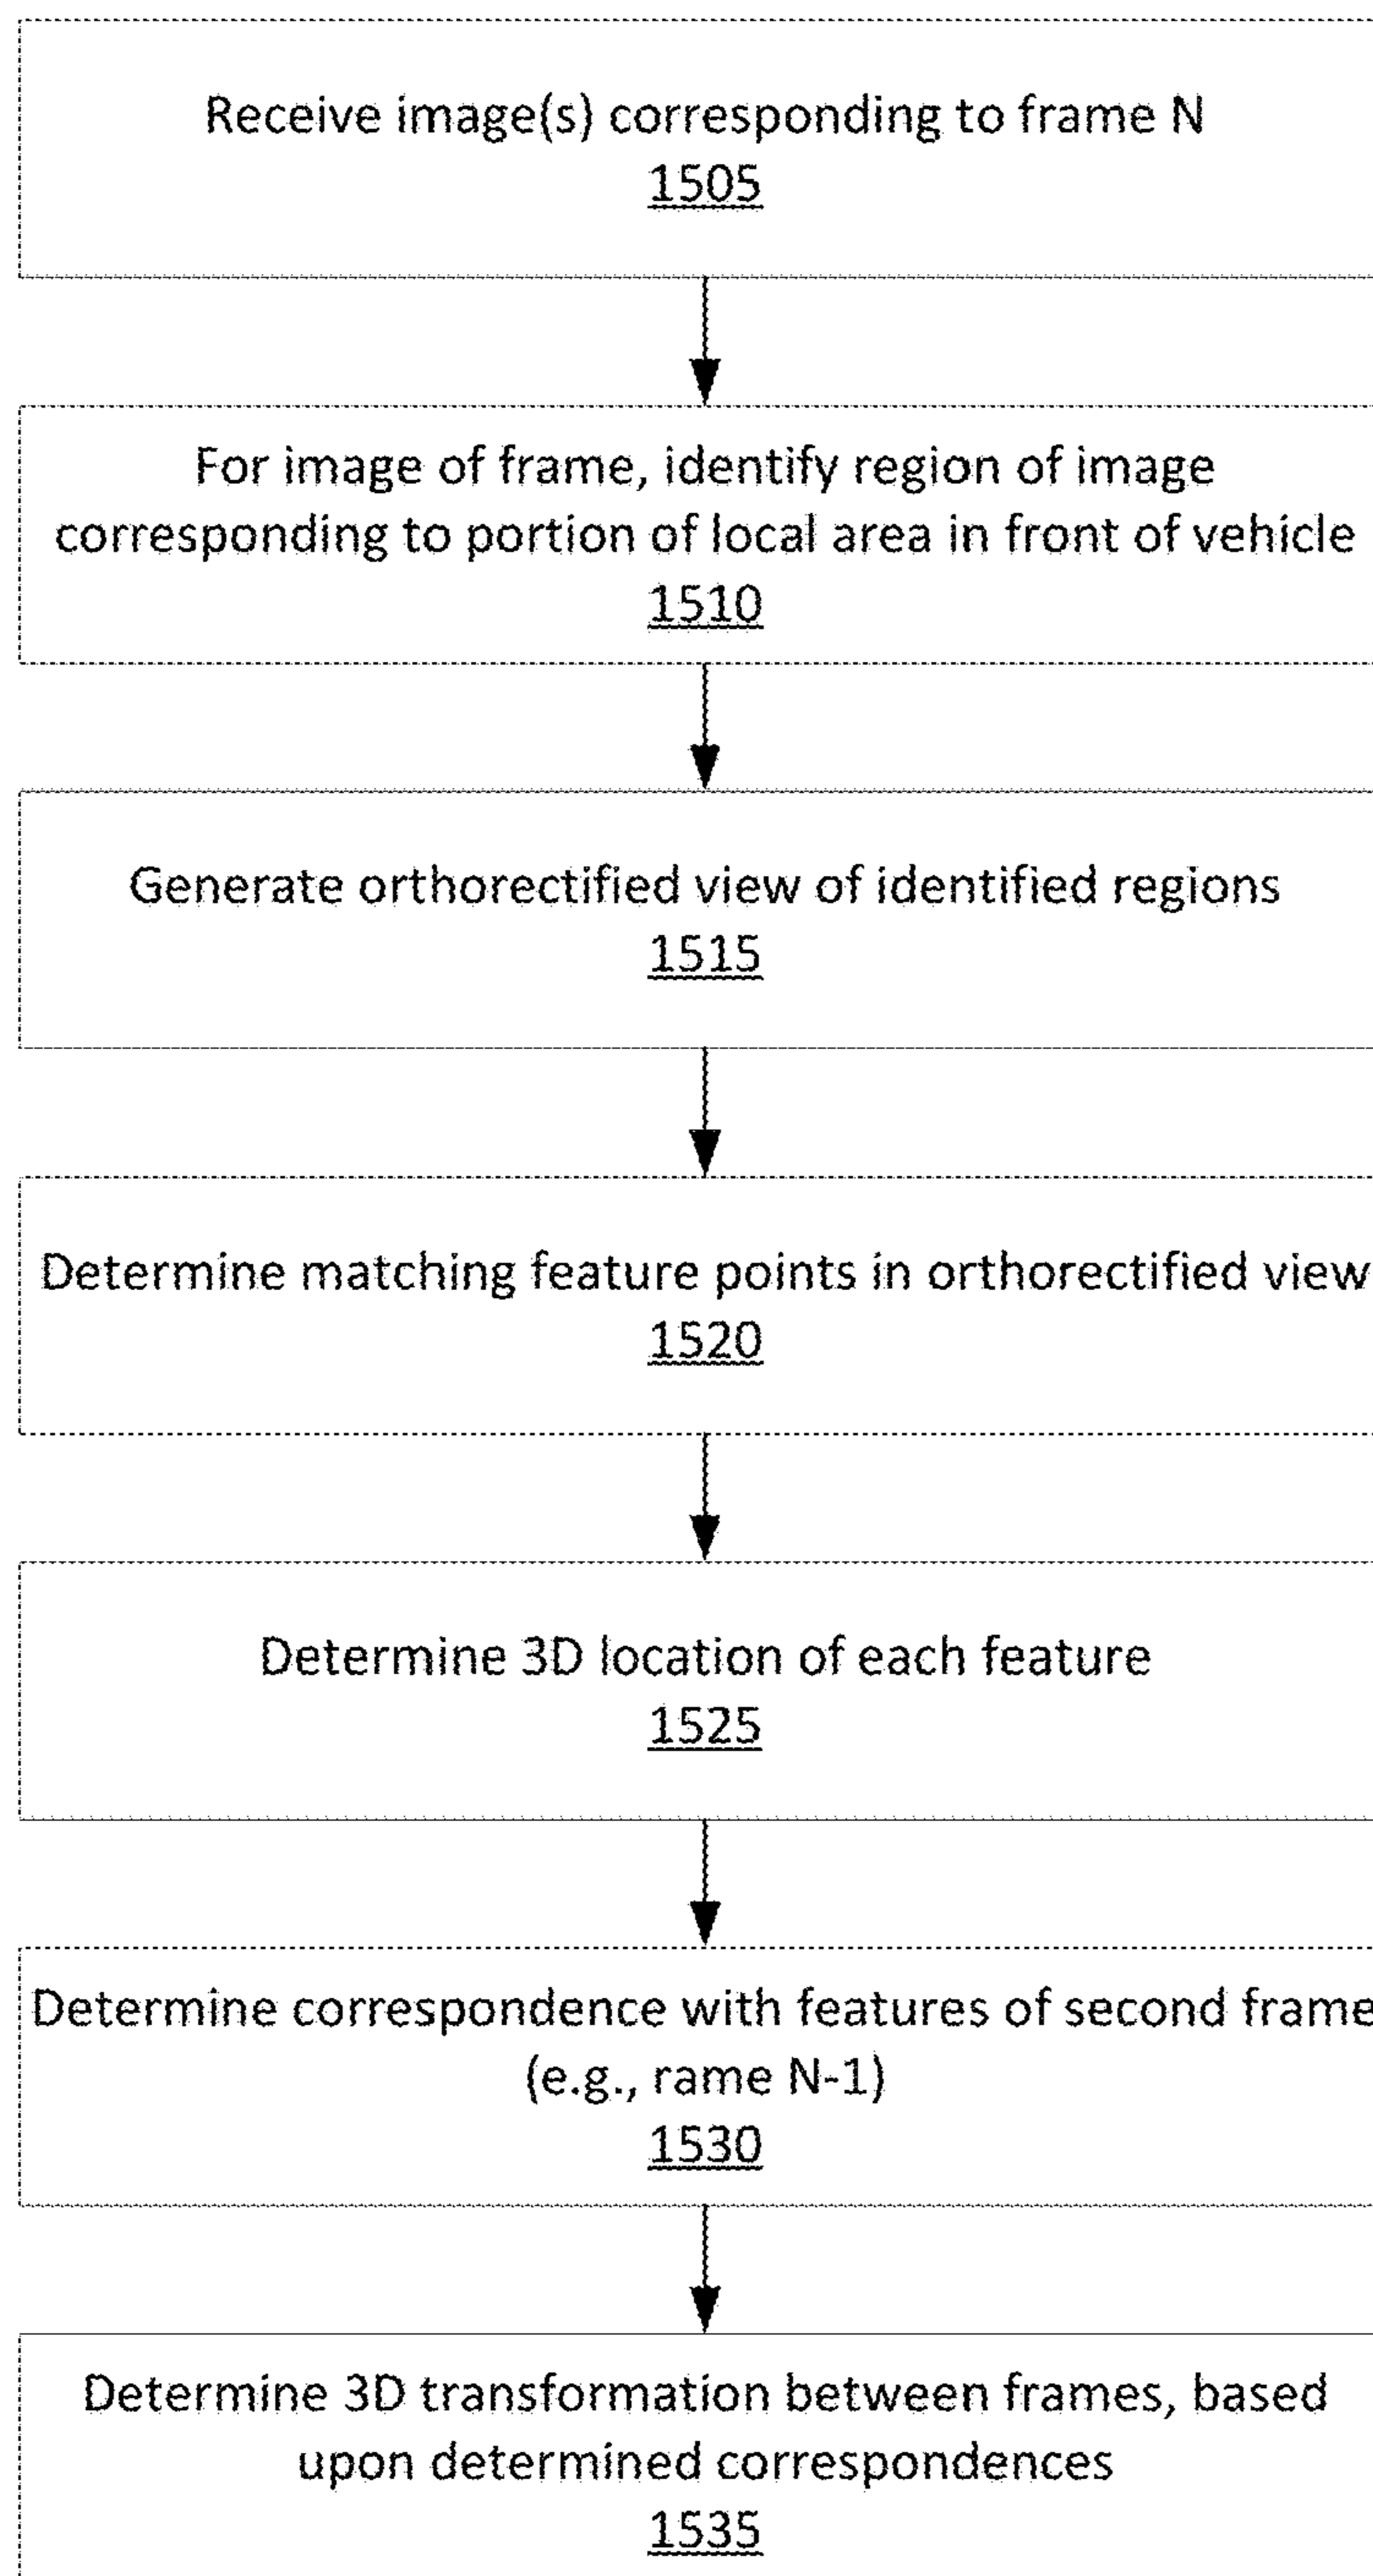 Receive image(s) corresponding to frame N
1505
For image of frame, identify region of image
corresponding to portion of local area in front of vehicle
1510
Generate orthorectified view of identified regions
1515
Determine matching feature points in orthorectified view
1520
Determine 3D location of each feature
1525
Determine correspondence with features of second frame
(e.g., rame N-1)
1530
Determine 3D transformation between frames, based
upon determined correspondences
1535